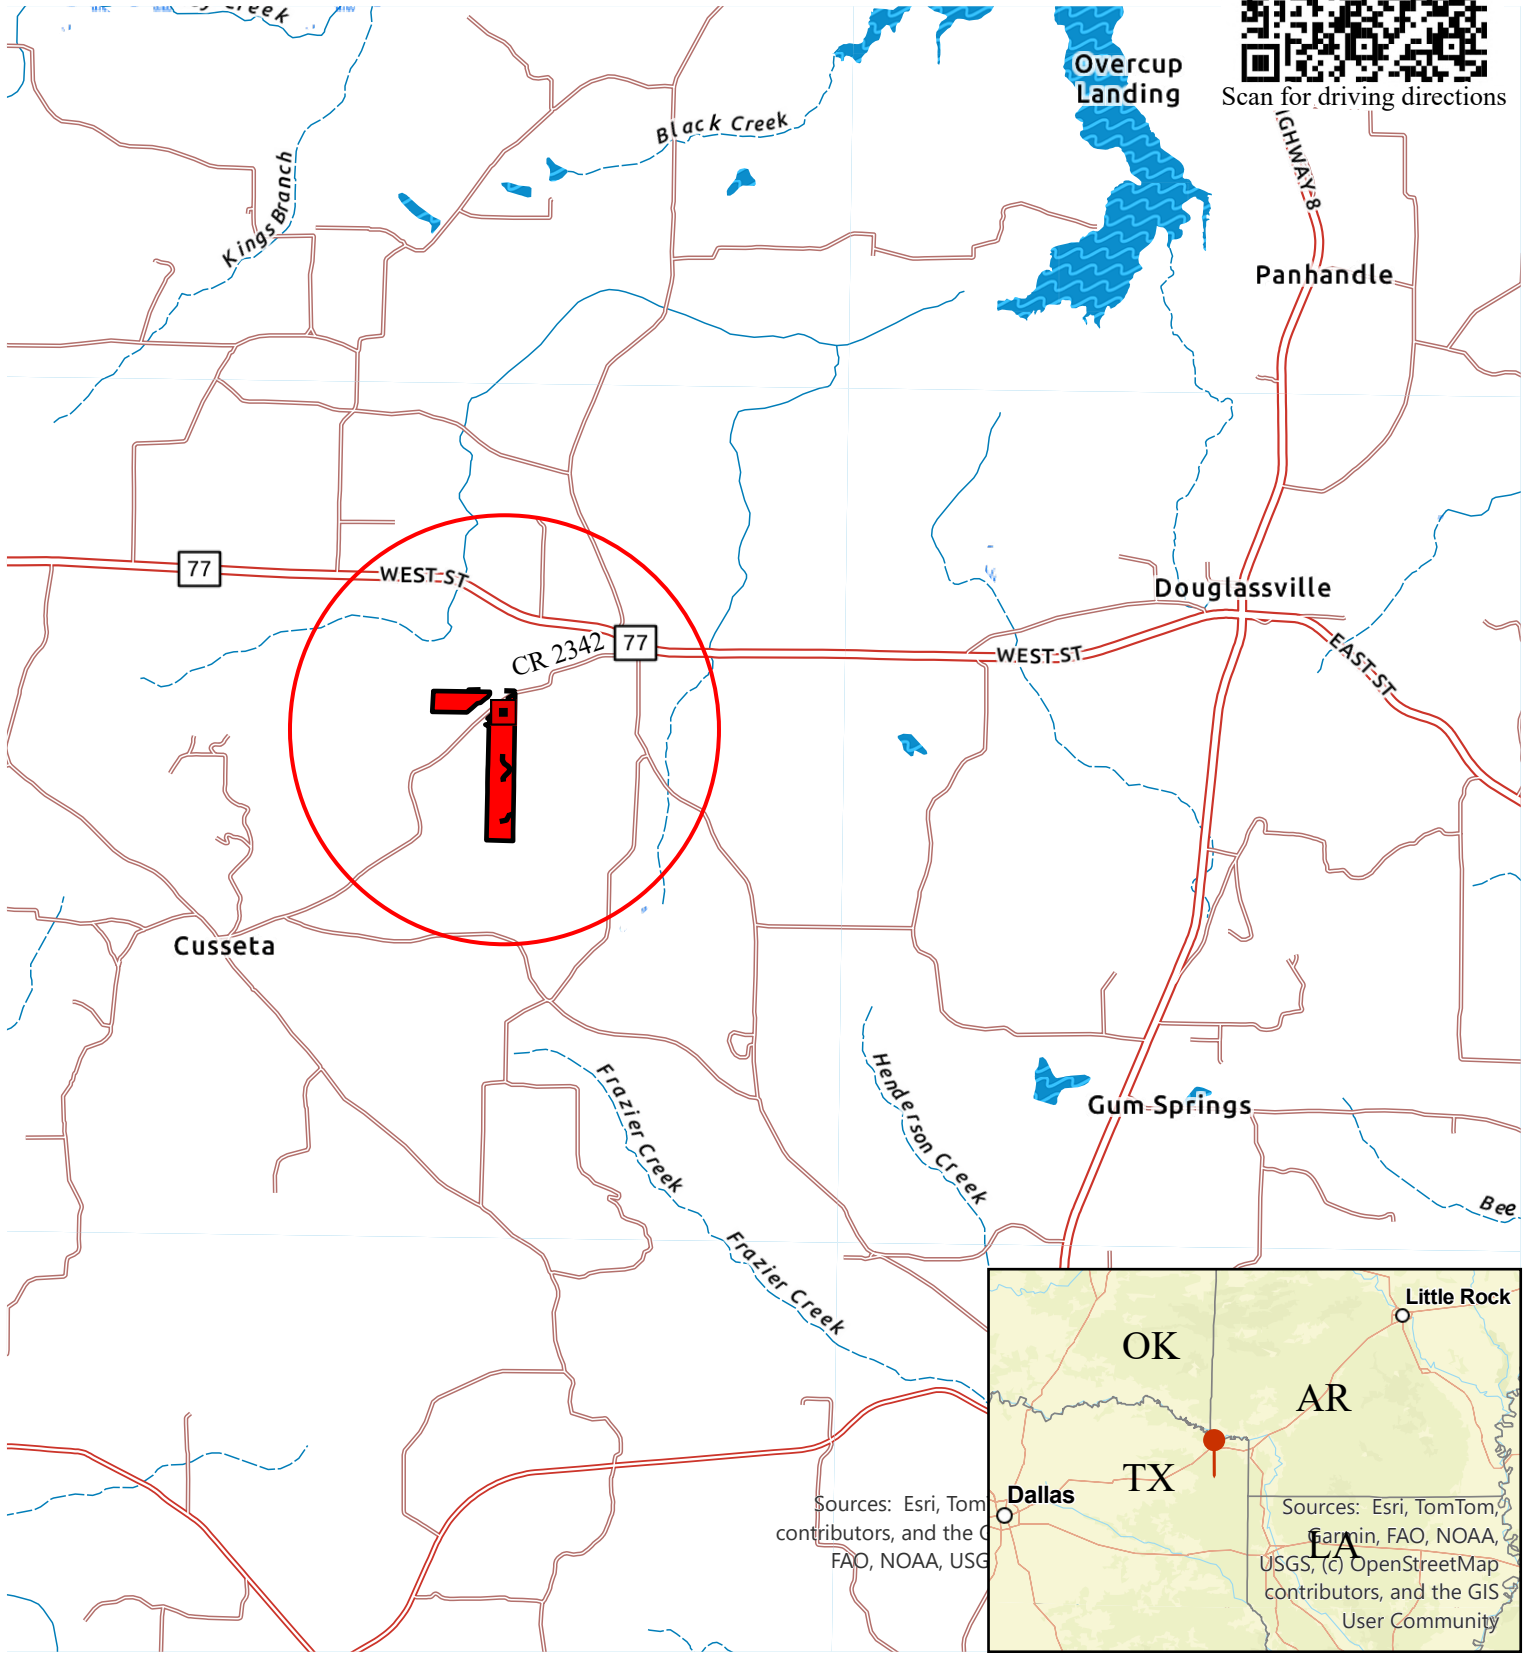 Creek
Overcup
Landing
Scan for driving directions
Black Creek
Kings Branch
IGHWAY 8
Panhandle
77
WEST ST
Douglassville
CR 2342
77
WEST ST
EAST ST
Cusseta
Frazier Creek
Henderson Creek
Gum Springs
Bee
Frazier Creek
Little Rock
OK
AR
TX
Dallas
LA
Sources: Esri, Tom
contributors, and the
FAO, NOAA, USG
Sources: Esri, TomTom,
Garmin, FAO, NOAA,
USGS, (c) OpenStreetMap
contributors, and the GIS
User Community